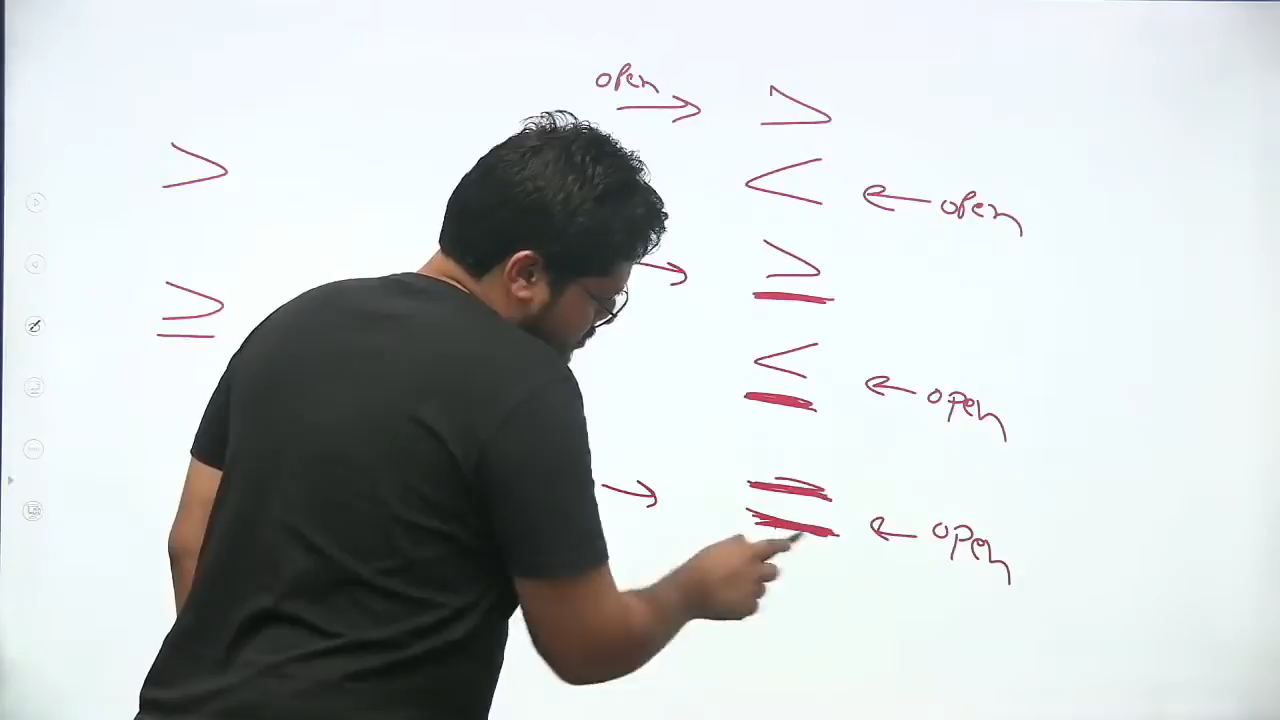 open → >
>
< ← open
→ ≥
≥
< ← open
→ = ← open